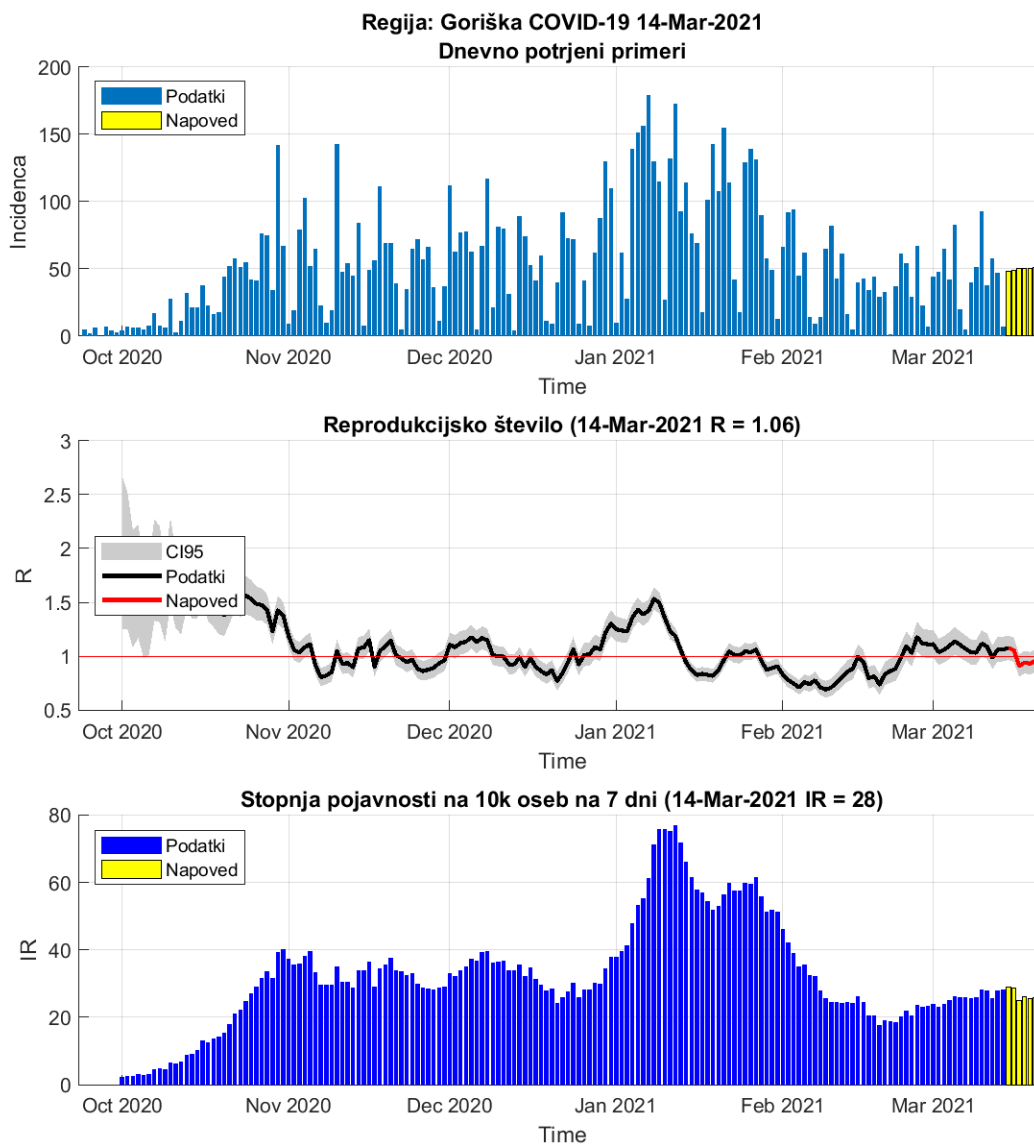 Regija: Goriška COVID-19 14-Mar-2021
Dnevno potrjeni primeri
200
150
100
50
0
Incidenca
Podatki
Napoved
Oct 2020 Nov 2020 Dec 2020 Jan 2021 Feb 2021 Mar 2021
Time
Reprodukcijsko število (14-Mar-2021 R = 1.06)
3
2.5
2
1.5
1
0.5
R
CI95
Podatki
Napoved
Oct 2020 Nov 2020 Dec 2020 Jan 2021 Feb 2021 Mar 2021
Time
Stopnja pojavnosti na 10k oseb na 7 dni (14-Mar-2021 IR = 28)
80
60
40
20
0
IR
Podatki
Napoved
Oct 2020 Nov 2020 Dec 2020 Jan 2021 Feb 2021 Mar 2021
Time